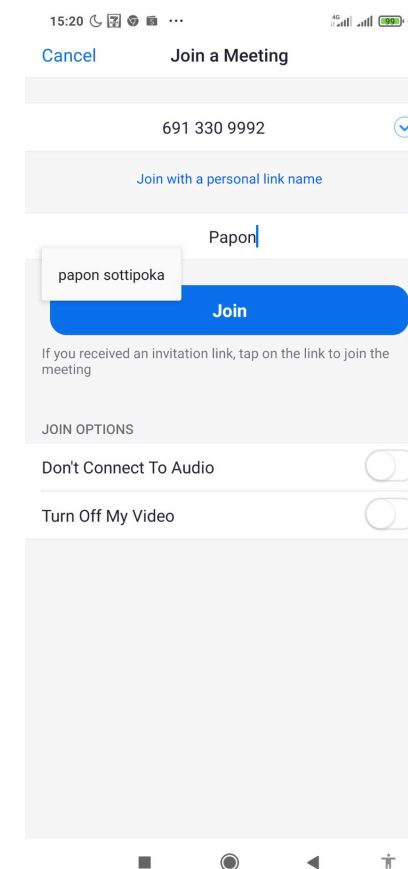 15:20
4G
99
Cancel
Join a Meeting
691 330 9992
Join with a personal link name
Papon
papon sottipoka
Join
If you received an invitation link, tap on the link to join the
meeting
JOIN OPTIONS
Don't Connect To Audio
Turn Off My Video